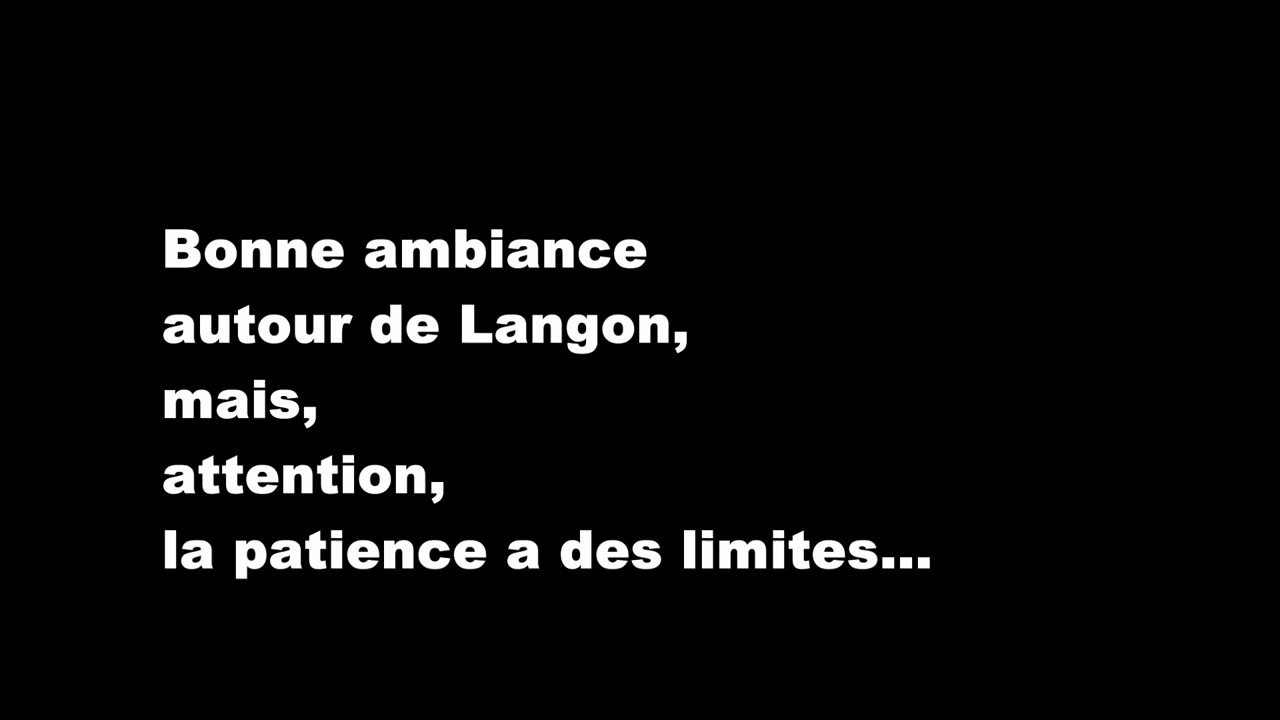 Bonne ambiance
autour de Langon,
mais,
attention,
la patience a des limites...